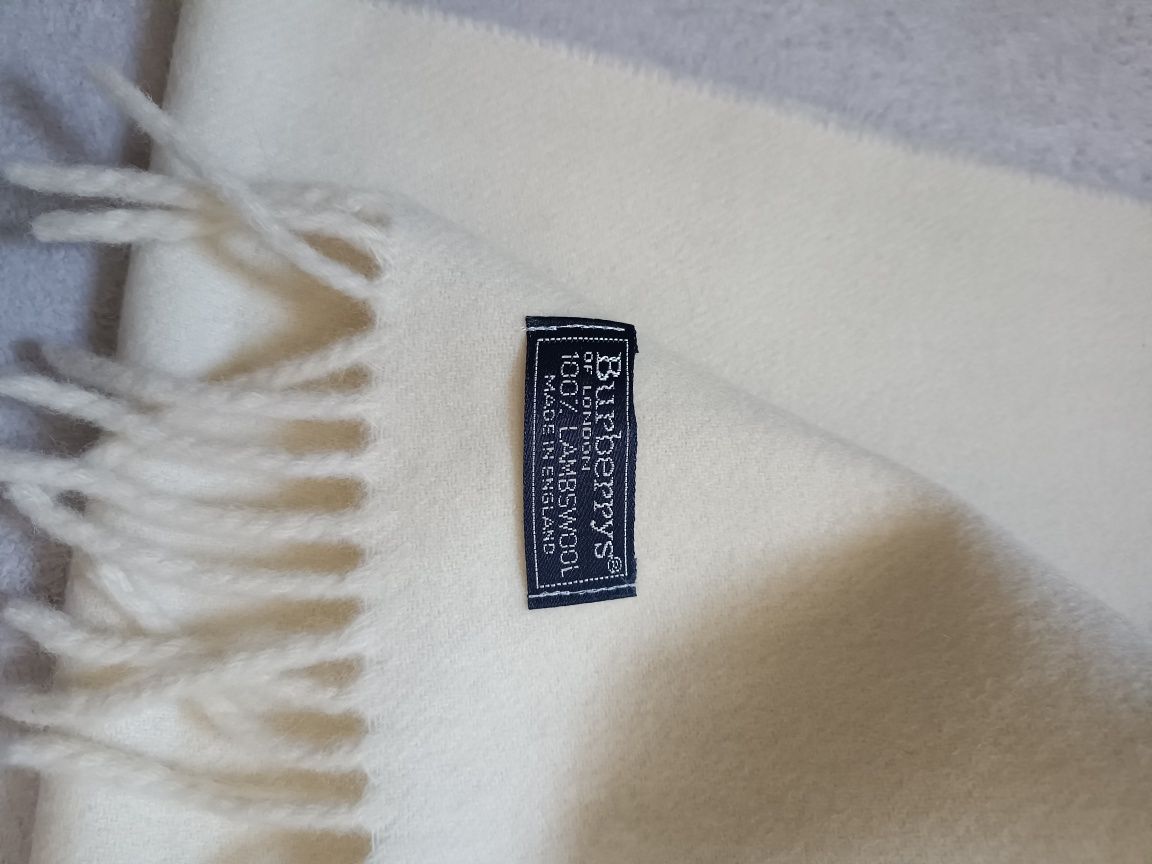 Burberrys®
OF LONDON
100% LAMBSWOOL
MADE IN ENGLAND